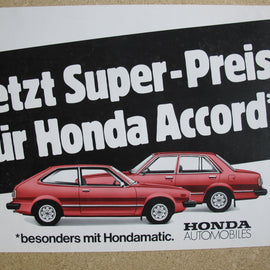 etzt Super-Preis
ür Honda Accord*
HONDA
AUTOMOBILES
*besonders mit Hondamatic.